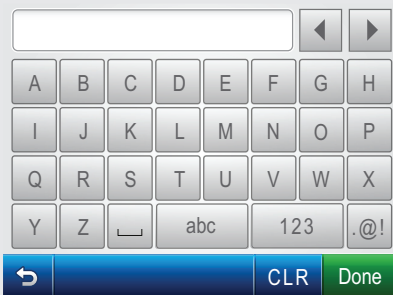 A B C D E F G H
I J K L M N O P
Q R S T U V W X
Y Z abc 123 .@!
CLR Done